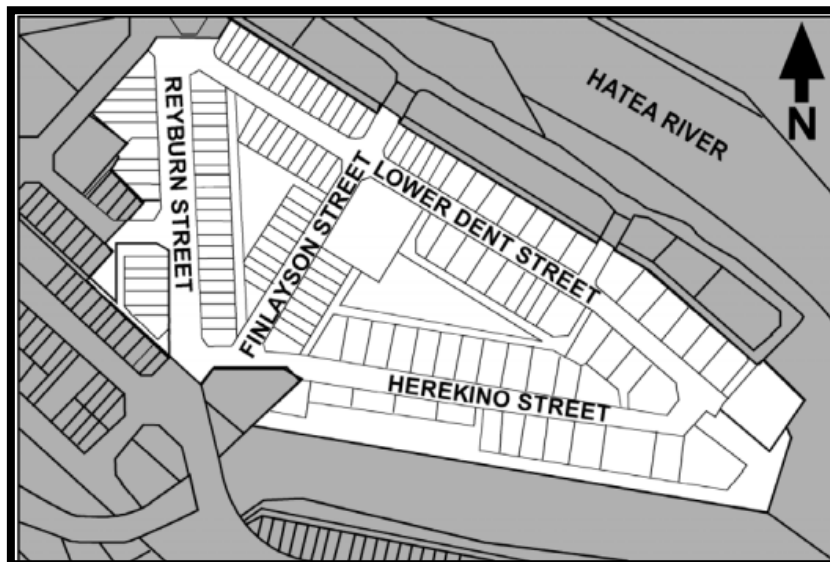 HATEA RIVER
N
REYBURN STREET
LOWER DENT STREET
FINLAYSON STREET
HEREKINO STREET